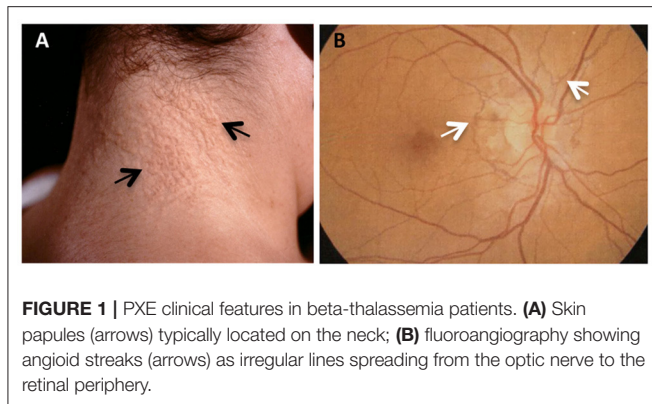 A
B
FIGURE 1 | PXE clinical features in beta-thalassemia patients. (A) Skin
papules (arrows) typically located on the neck; (B) fluoroangiography showing
angioid streaks (arrows) as irregular lines spreading from the optic nerve to the
retinal periphery.